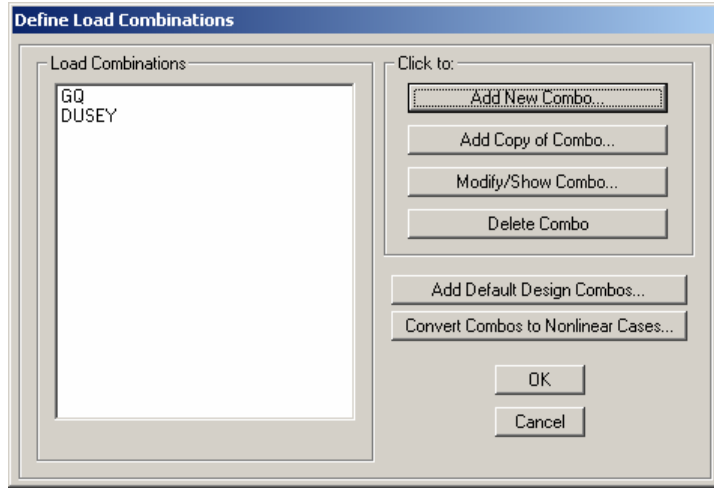 Define Load Combinations
Load Combinations
GQ
DUSEY
Click to:
Add New Combo...
Add Copy of Combo...
Modify/Show Combo...
Delete Combo
Add Default Design Combos...
Convert Combos to Nonlinear Cases...
OK
Cancel